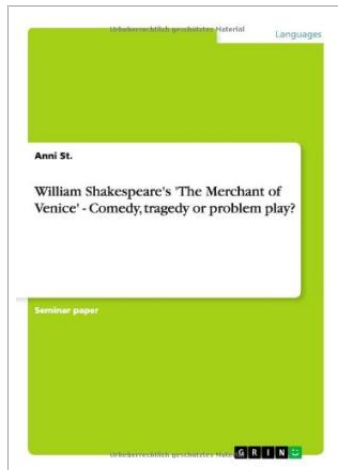 Urheberrechtlich geschütztes Material
Languages
Anni St.
William Shakespeare's 'The Merchant of
Venice' - Comedy, tragedy or problem play?
Seminar paper
Urheberrechtlich geschütztes Material
GRIN